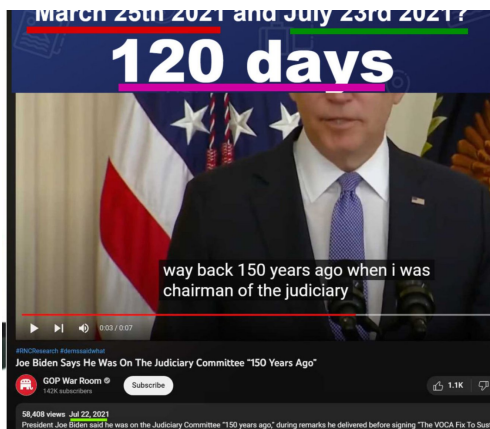 March 25th 2021 and July 23rd 2021?
120 days
way back 150 years ago when i was
chairman of the judiciary
0:03 / 0:07
#RNCResearch #demssaidwhat
Joe Biden Says He Was On The Judiciary Committee "150 Years Ago"
GOP War Room
142K subscribers
Subscribe
1.1K
58,408 views Jul 22, 2021
President Joe Biden said he was on the Judiciary Committee "150 years ago," during remarks he delivered before signing "The VOCA Fix To Sust